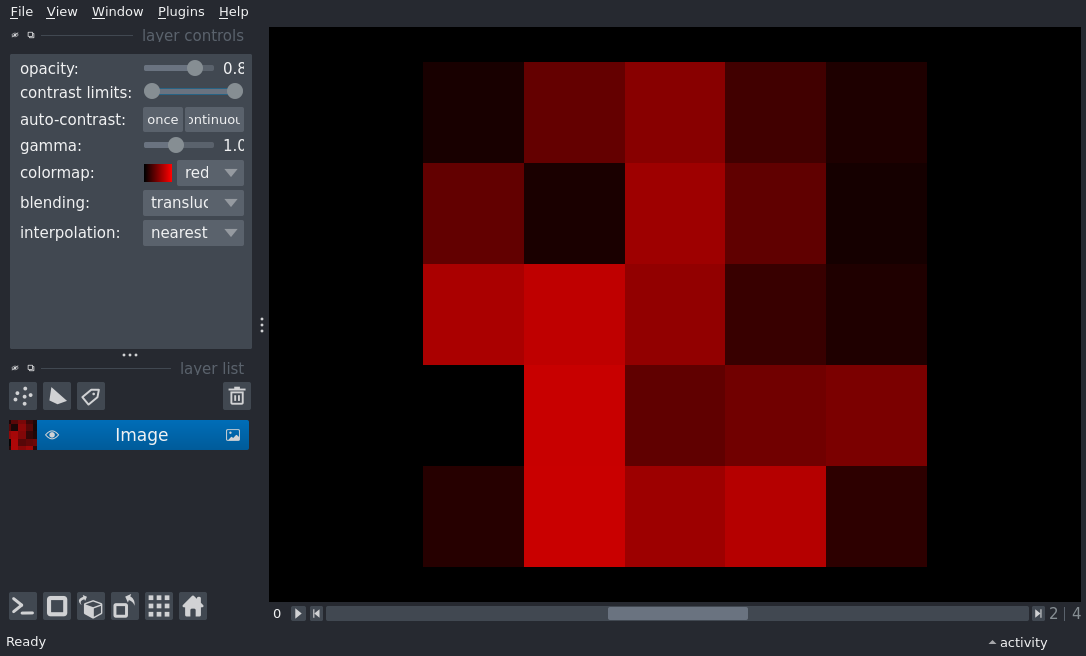 File View Window Plugins Help
layer controls
opacity: 0.8
contrast limits:
auto-contrast: once ontinuou
gamma: 1.0
colormap: red
blending: transluc
interpolation: nearest
layer list
Image
0 2 | 4
Ready activity